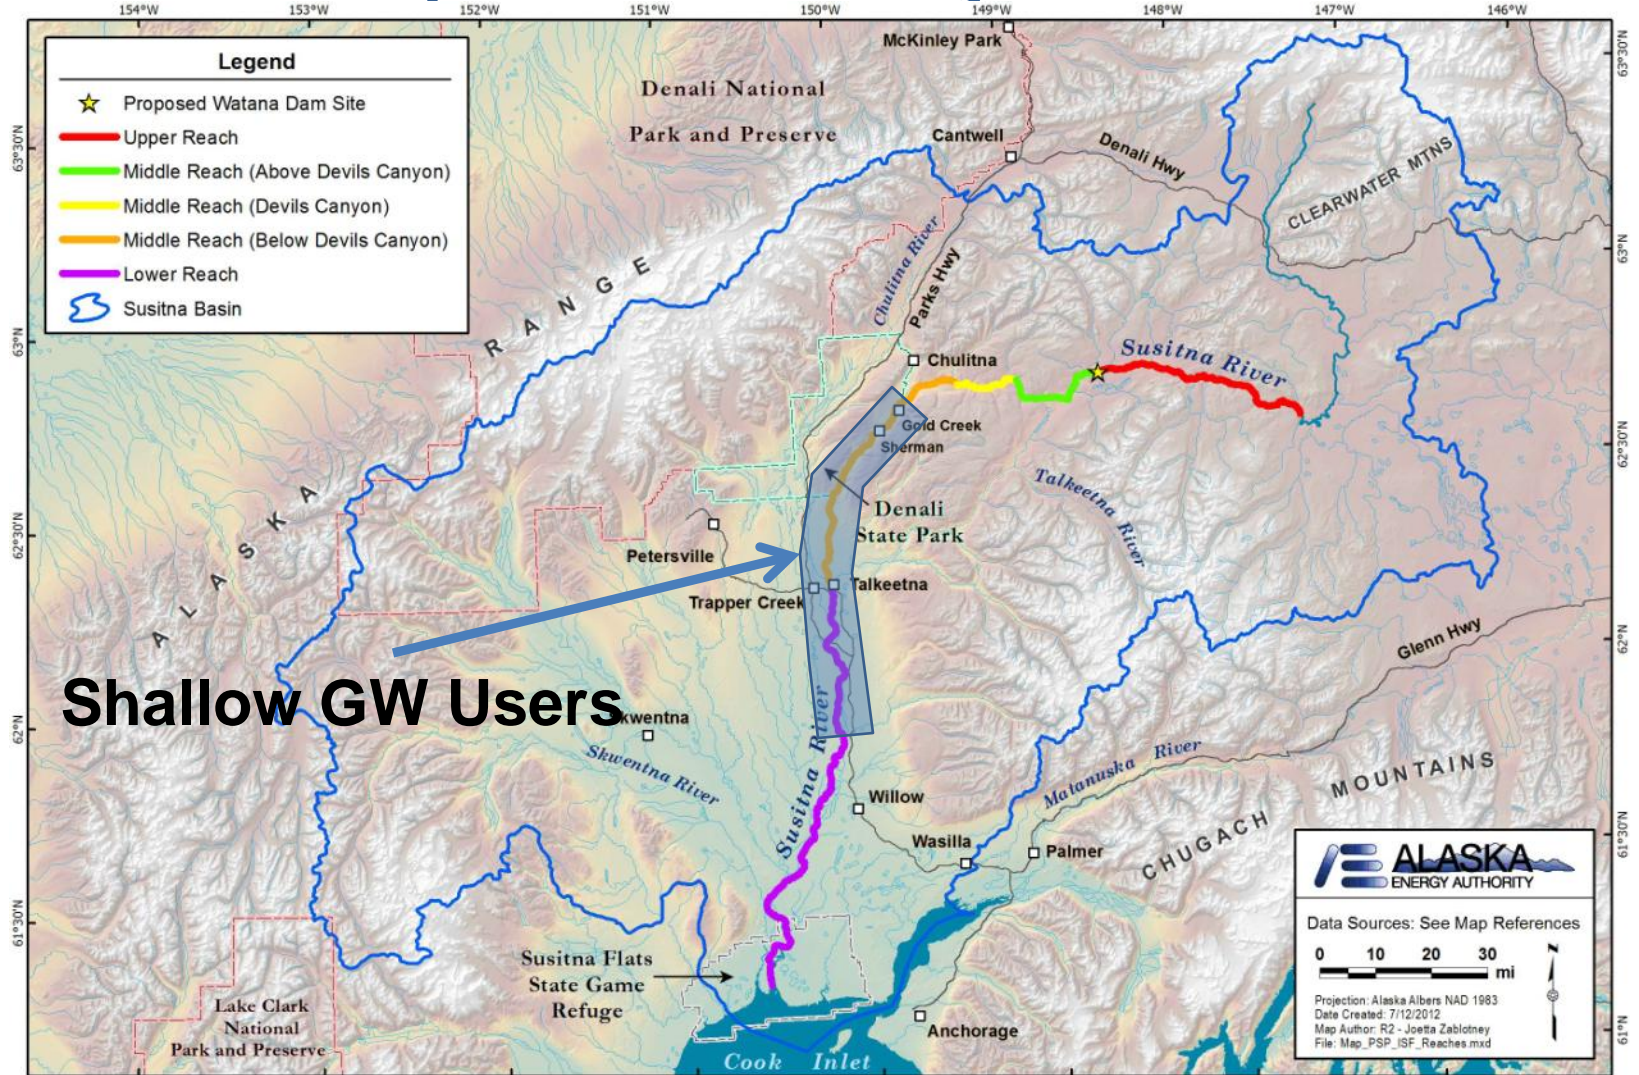 154°W
153°W
152°W
151°W
150°W
149°W
148°W
147°W
146°W
Legend
Proposed Watana Dam Site
Upper Reach
Middle Reach (Above Devils Canyon)
Middle Reach (Devils Canyon)
Middle Reach (Below Devils Canyon)
Lower Reach
Susitna Basin
McKinley Park
Denali National
Park and Preserve
Cantwell
Denali Hwy
CLEARWATER MTNS
Chulitna River
Parks Hwy
ALASKA RANGE
Chulitna
Susitna River
Gold Creek
Sherman
Talkeetna River
Denali
State Park
Petersville
Talkeetna
Trapper Creek
Glenn Hwy
Shallow GW Users
Skwentna River
Susitna River
Matanuska River
CHUGACH MOUNTAINS
Willow
Wasilla
Palmer
Susitna Flats
State Game
Refuge
Lake Clark
National
Park and Preserve
Anchorage
Cook Inlet
63°N
62°N
ALASKA
ENERGY AUTHORITY
Data Sources: See Map References
0 10 20 30
mi
N
Projection: Alaska Albers NAD 1983
Date Created: 7/12/2012
Map Author: R2 - Joetta Zablotney
File: Map_PSP_ISF_Reaches.mxd